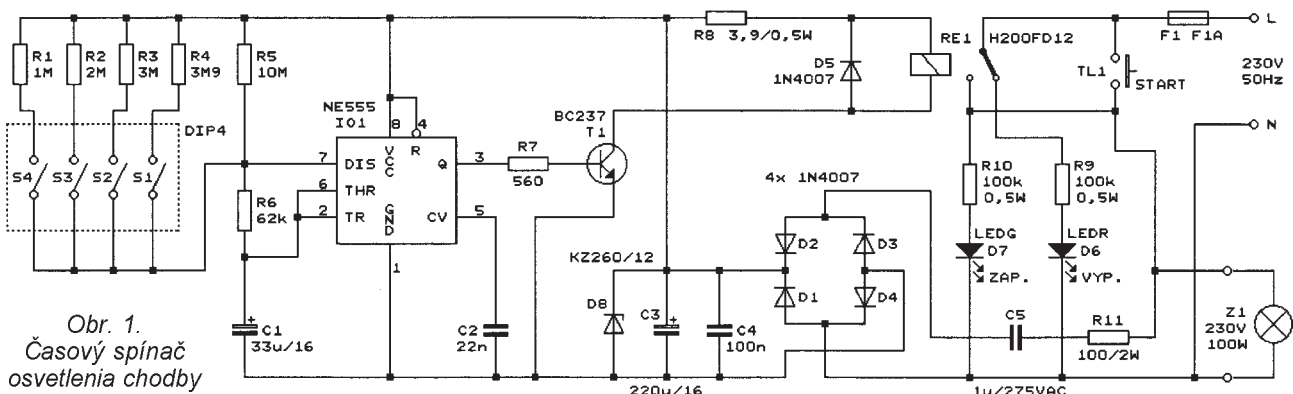 R1
1M
R2
2M
R3
3M
R4
3M9
R5
10M
DIP4
S4
S3
S2
S1
R6
62k
C1
33u/16
Obr. 1.
Časový spínač
osvetlenia chodby
NE555
IO1
8
4
7
6
2
3
5
1
DIS
THR
TR
VCC
R
GND
Q
CV
R7
560
BC237
T1
C2
22n
R8 3,9/0,5W
D5
1N4007
RE1
H200FD12
TL1
START
F1 F1A
L
230V
50Hz
N
4x 1N4007
D2
D3
D1
D4
KZ260/12
D8
C3
220u/16
C4
100n
R10
100k
0,5W
R9
100k
0,5W
LEDG
D7
ZAP.
LEDR
D6
VYP.
C5
1u/275VAC
R11
100/2W
Z1
230V
100W
+
+